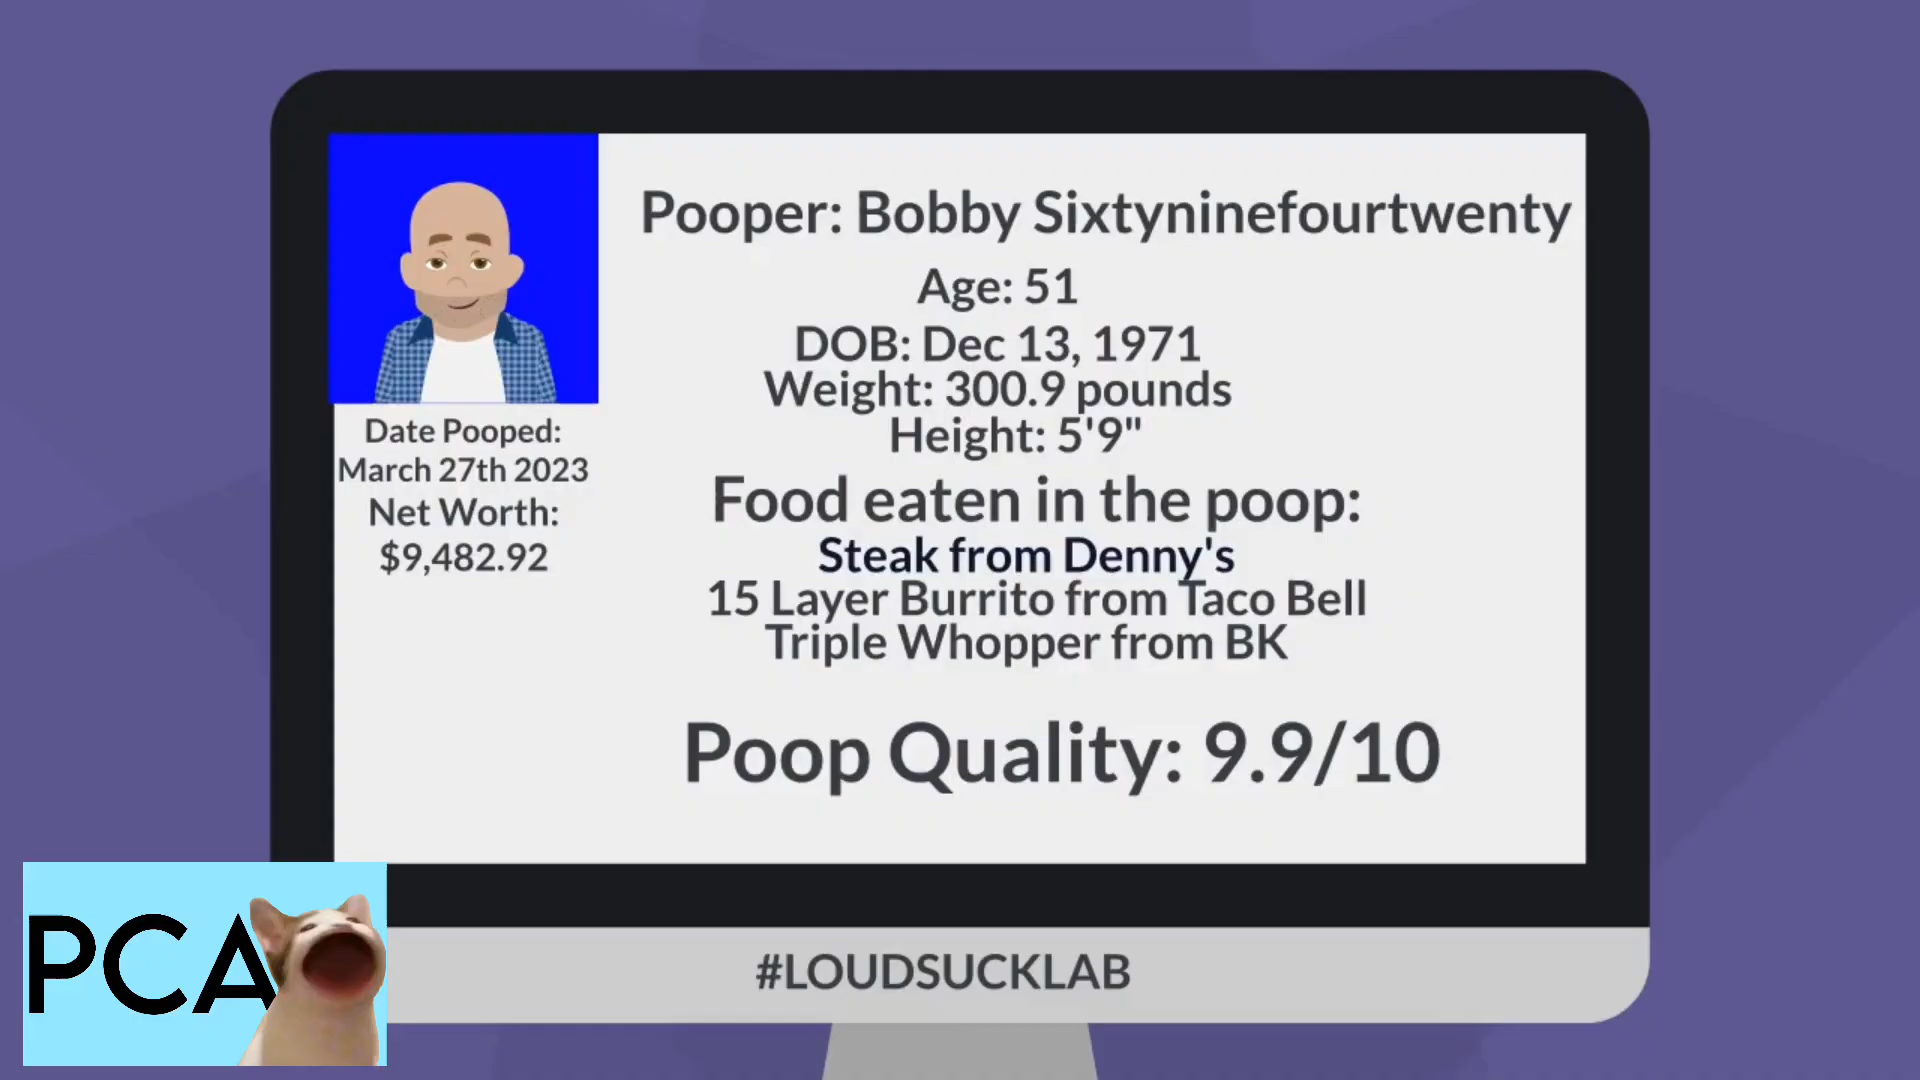 Pooper: Bobby Sixtyninefourtwenty
Age: 51
DOB: Dec 13, 1971
Weight: 300.9 pounds
Height: 5'9"
Date Pooped:
March 27th 2023
Net Worth:
$9,482.92
Food eaten in the poop:
Steak from Denny's
15 Layer Burrito from Taco Bell
Triple Whopper from BK
Poop Quality: 9.9/10
PCA
#LOUDSUCKLAB